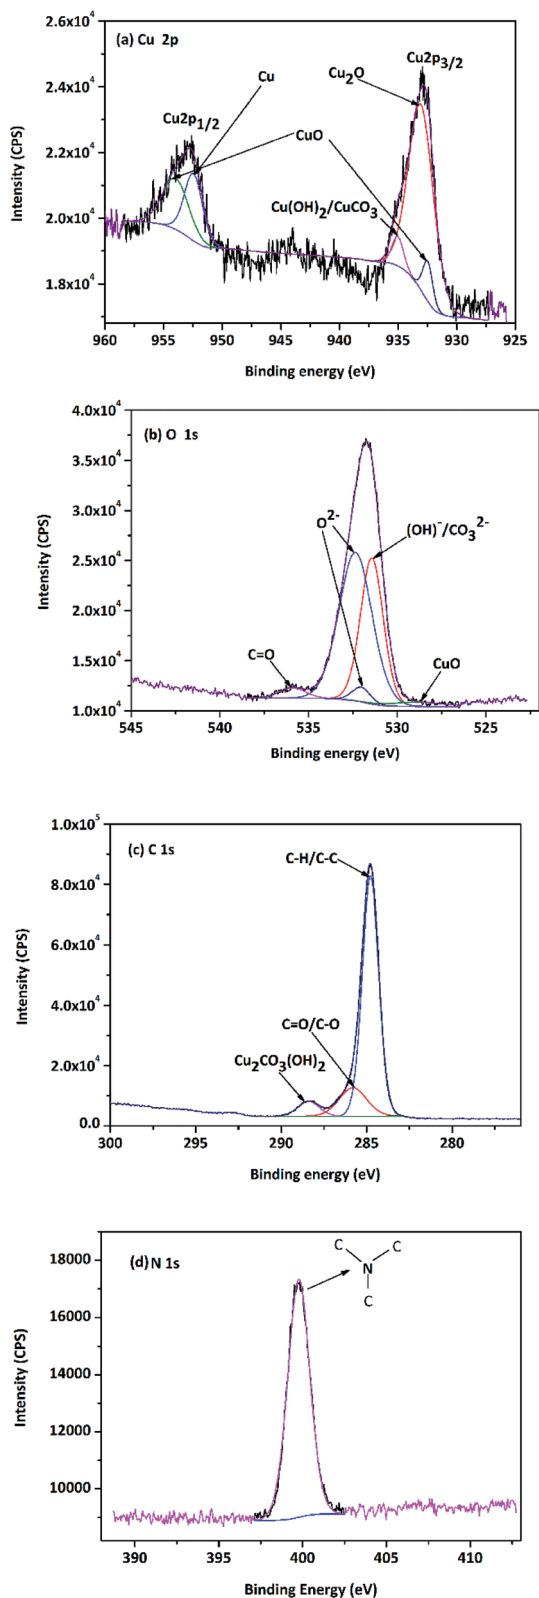 (a) Cu 2p
Cu2p3/2
Cu2O
Cu
CuO
Cu2p1/2
Cu(OH)2/CuCO3
Intensity (CPS)
2.6x10^4
2.4x10^4
2.2x10^4
2.0x10^4
1.8x10^4
960 955 950 945 940 935 930 925
Binding energy (eV)
(b) O 1s
O^2-
(OH)^-/CO3^2-
C=O
CuO
Intensity (CPS)
4.0x10^4
3.5x10^4
3.0x10^4
2.5x10^4
2.0x10^4
1.5x10^4
1.0x10^4
545 540 535 530 525
Binding energy (eV)
(c) C 1s
C-H/C-C
C=O/C-O
Cu2CO3(OH)2
Intensity (CPS)
1.0x10^5
8.0x10^4
6.0x10^4
4.0x10^4
2.0x10^4
0.0
300 295 290 285 280
Binding energy (eV)
(d) N 1s
C C
N
C
Intensity (CPS)
18000
16000
14000
12000
10000
390 395 400 405 410
Binding Energy (eV)